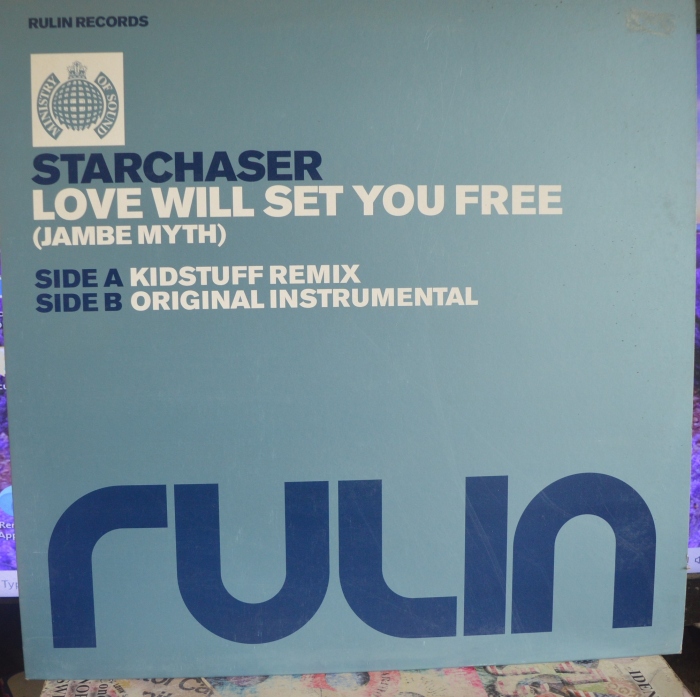 RULIN RECORDS
MINISTRY OF SOUND
STARCHASER
LOVE WILL SET YOU FREE
(JAMBE MYTH)
SIDE A KIDSTUFF REMIX
SIDE B ORIGINAL INSTRUMENTAL
rulin